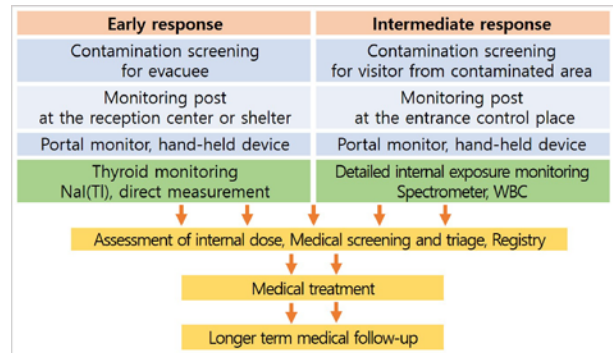 Early response
Contamination screening
for evacuee
Monitoring post
at the reception center or shelter
Portal monitor, hand-held device
Thyroid monitoring
NaI(Tl), direct measurement
Intermediate response
Contamination screening
for visitor from contaminated area
Monitoring post
at the entrance control place
Portal monitor, hand-held device
Detailed internal exposure monitoring
Spectrometer, WBC
Assessment of internal dose, Medical screening and triage, Registry
Medical treatment
Longer term medical follow-up